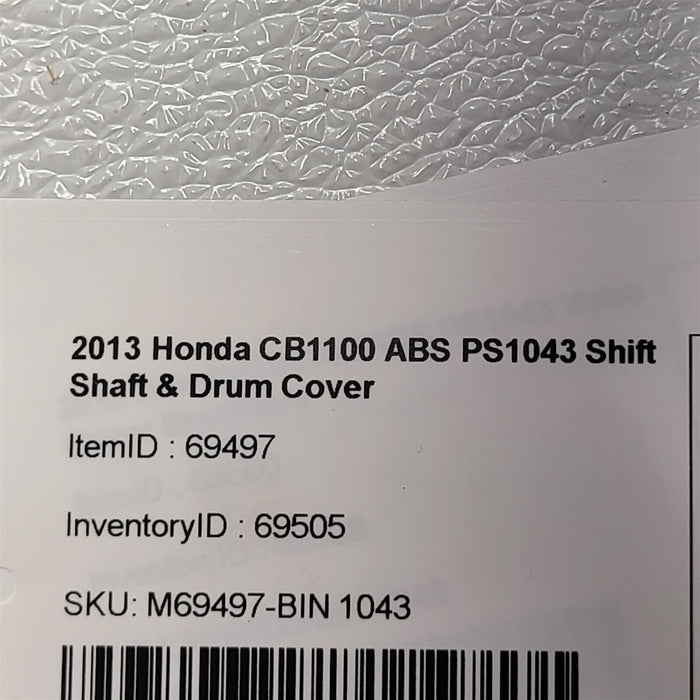 2013 Honda CB1100 ABS PS1043 Shift
Shaft & Drum Cover
ItemID : 69497
InventoryID : 69505
SKU: M69497-BIN 1043